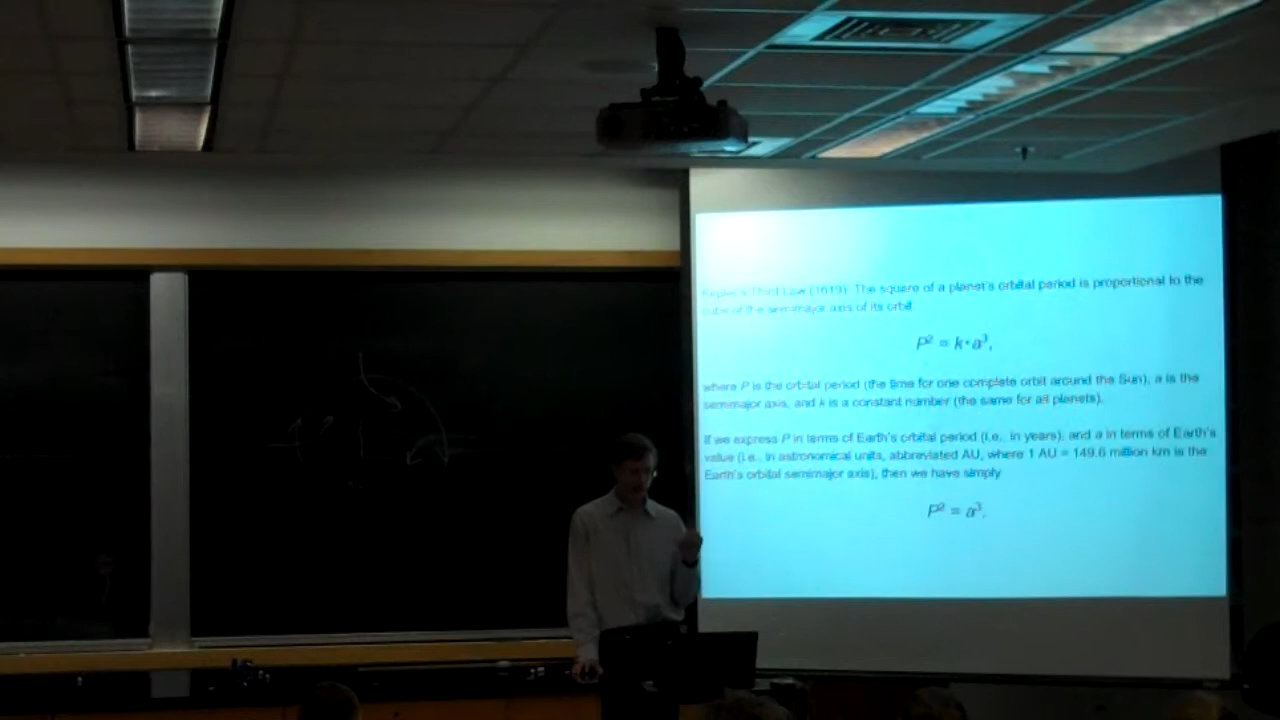 Kepler's Third Law (1619): The square of a planet's orbital period is proportional to the
cube of the semimajor axis of its orbit:
P² = k·a³,
where P is the orbital period (the time for one complete orbit around the Sun), a is the
semimajor axis, and k is a constant number (the same for all planets).
If we express P in terms of Earth's orbital period (i.e., in years), and a in terms of Earth's
value (i.e., in astronomical units, abbreviated AU, where 1 AU = 149.6 million km is the
Earth's orbital semimajor axis), then we have simply
P² = a³.